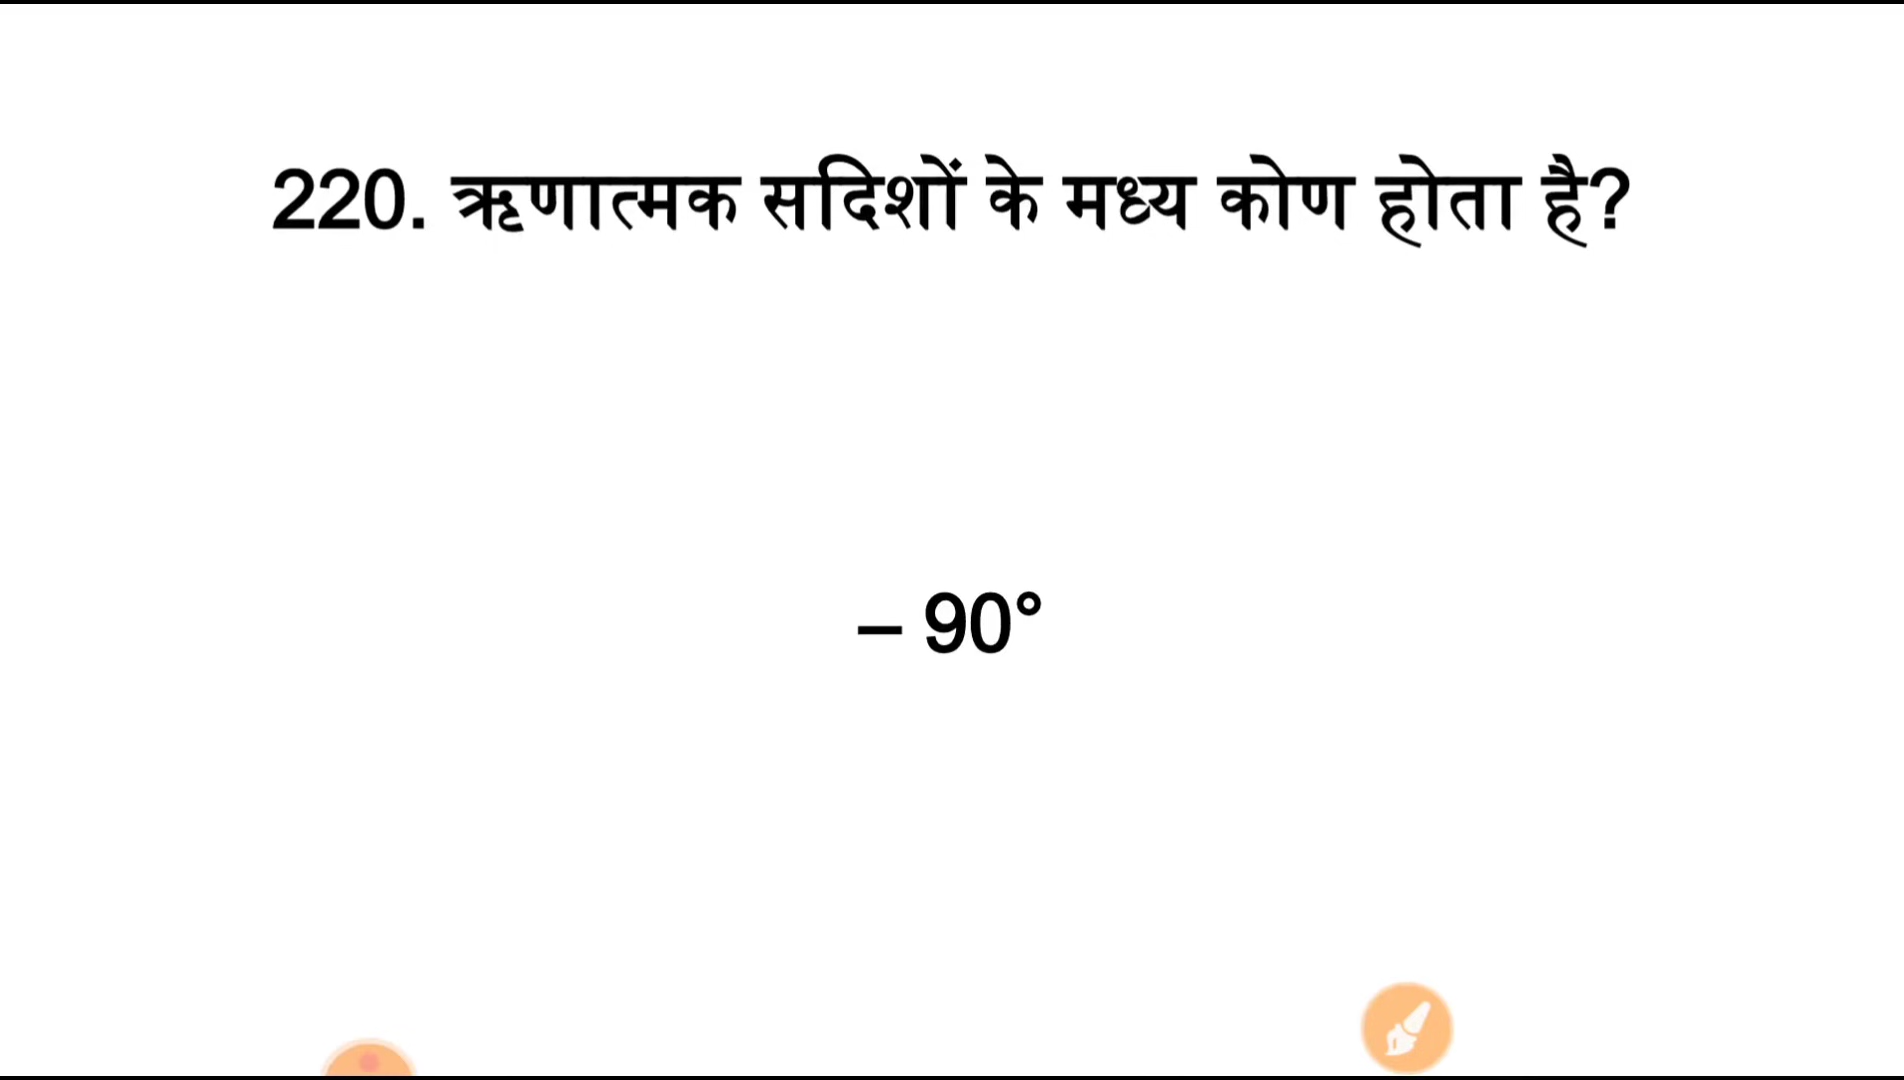 220. ऋणात्मक सदिशों के मध्य कोण होता है?
– 90°